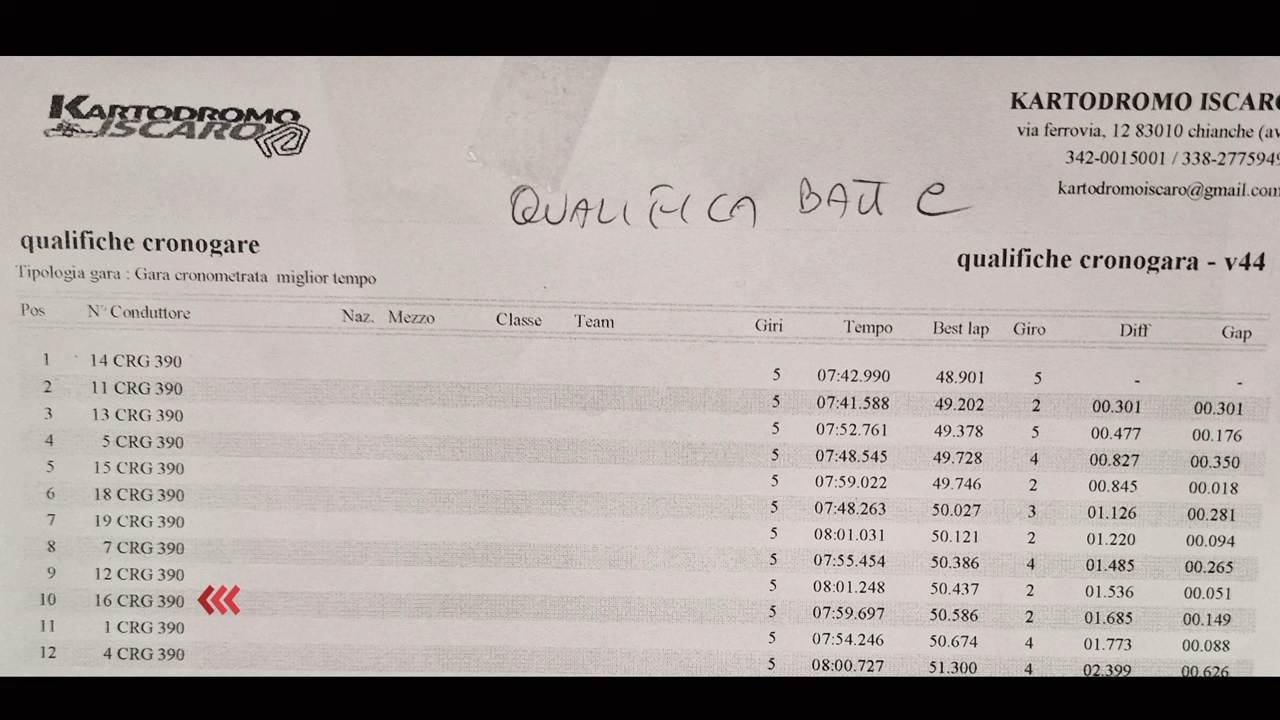 KARTODROMO
ISCARO
KARTODROMO ISCARO
via ferrovia, 12 83010 chianche (av
342-0015001 / 338-2775949
kartodromoiscaro@gmail.com
QUALIFICA BATT C
qualifiche cronogare
qualifiche cronogara - v44
Tipologia gara : Gara cronometrata miglior tempo
Pos N° Conduttore Naz. Mezzo Classe Team Giri Tempo Best lap Giro Diff Gap
1 14 CRG 390 5 07:42.990 48.901 5 - -
2 11 CRG 390 5 07:41.588 49.202 2 00.301 00.301
3 13 CRG 390 5 07:52.761 49.378 5 00.477 00.176
4 5 CRG 390 5 07:48.545 49.728 4 00.827 00.350
5 15 CRG 390 5 07:59.022 49.746 2 00.845 00.018
6 18 CRG 390 5 07:48.263 50.027 3 01.126 00.281
7 19 CRG 390 5 08:01.031 50.121 2 01.220 00.094
8 7 CRG 390 5 07:55.454 50.386 4 01.485 00.265
9 12 CRG 390 5 08:01.248 50.437 2 01.536 00.051
10 16 CRG 390 5 07:59.697 50.586 2 01.685 00.149
11 1 CRG 390 5 07:54.246 50.674 4 01.773 00.088
12 4 CRG 390 5 08:00.727 51.300 4 02.399 00.626